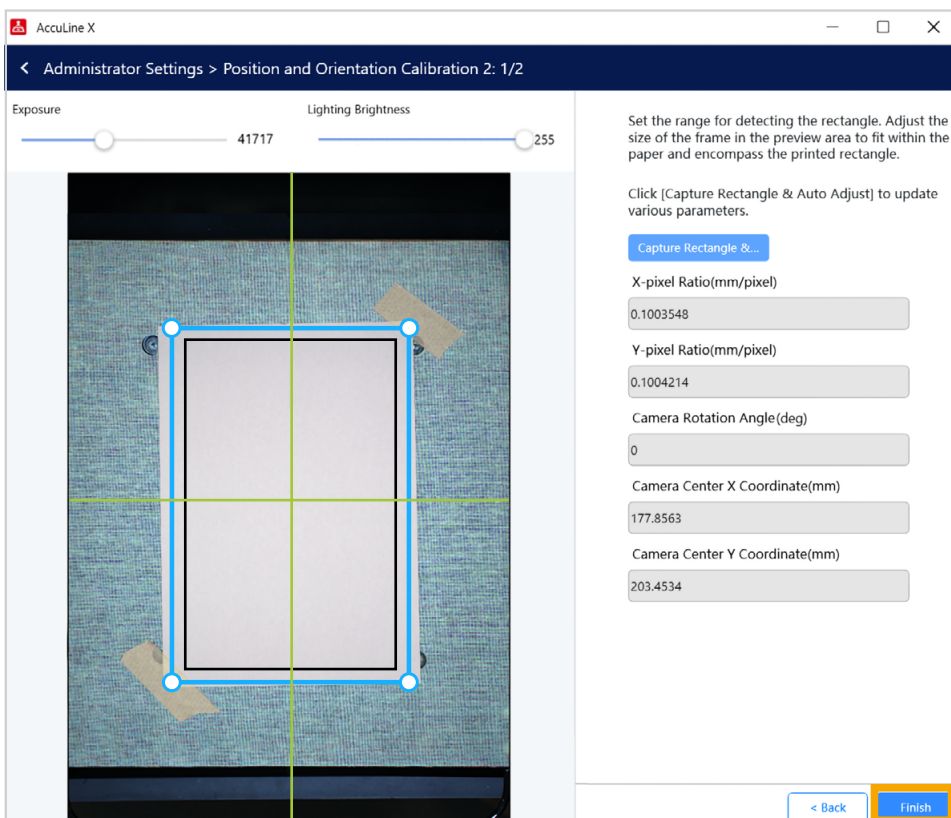 AccuLine X
Administrator Settings > Position and Orientation Calibration 2: 1/2
Exposure
41717
Lighting Brightness
255
Set the range for detecting the rectangle. Adjust the
size of the frame in the preview area to fit within the
paper and encompass the printed rectangle.
Click [Capture Rectangle & Auto Adjust] to update
various parameters.
Capture Rectangle &...
X-pixel Ratio(mm/pixel)
0.1003548
Y-pixel Ratio(mm/pixel)
0.1004214
Camera Rotation Angle(deg)
0
Camera Center X Coordinate(mm)
177.8563
Camera Center Y Coordinate(mm)
203.4534
< Back
Finish